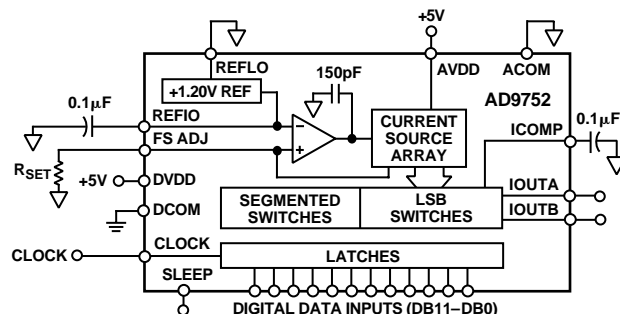 +5V
REFLO
150pF
AVDD
ACOM
+1.20V REF
AD9752
0.1µF
REFIO
FS ADJ
–
+
CURRENT
SOURCE
ARRAY
ICOMP
0.1µF
RSET
+5V
DVDD
DCOM
SEGMENTED
SWITCHES
LSB
SWITCHES
IOUTA
IOUTB
CLOCK
CLOCK
LATCHES
SLEEP
DIGITAL DATA INPUTS (DB11–DB0)